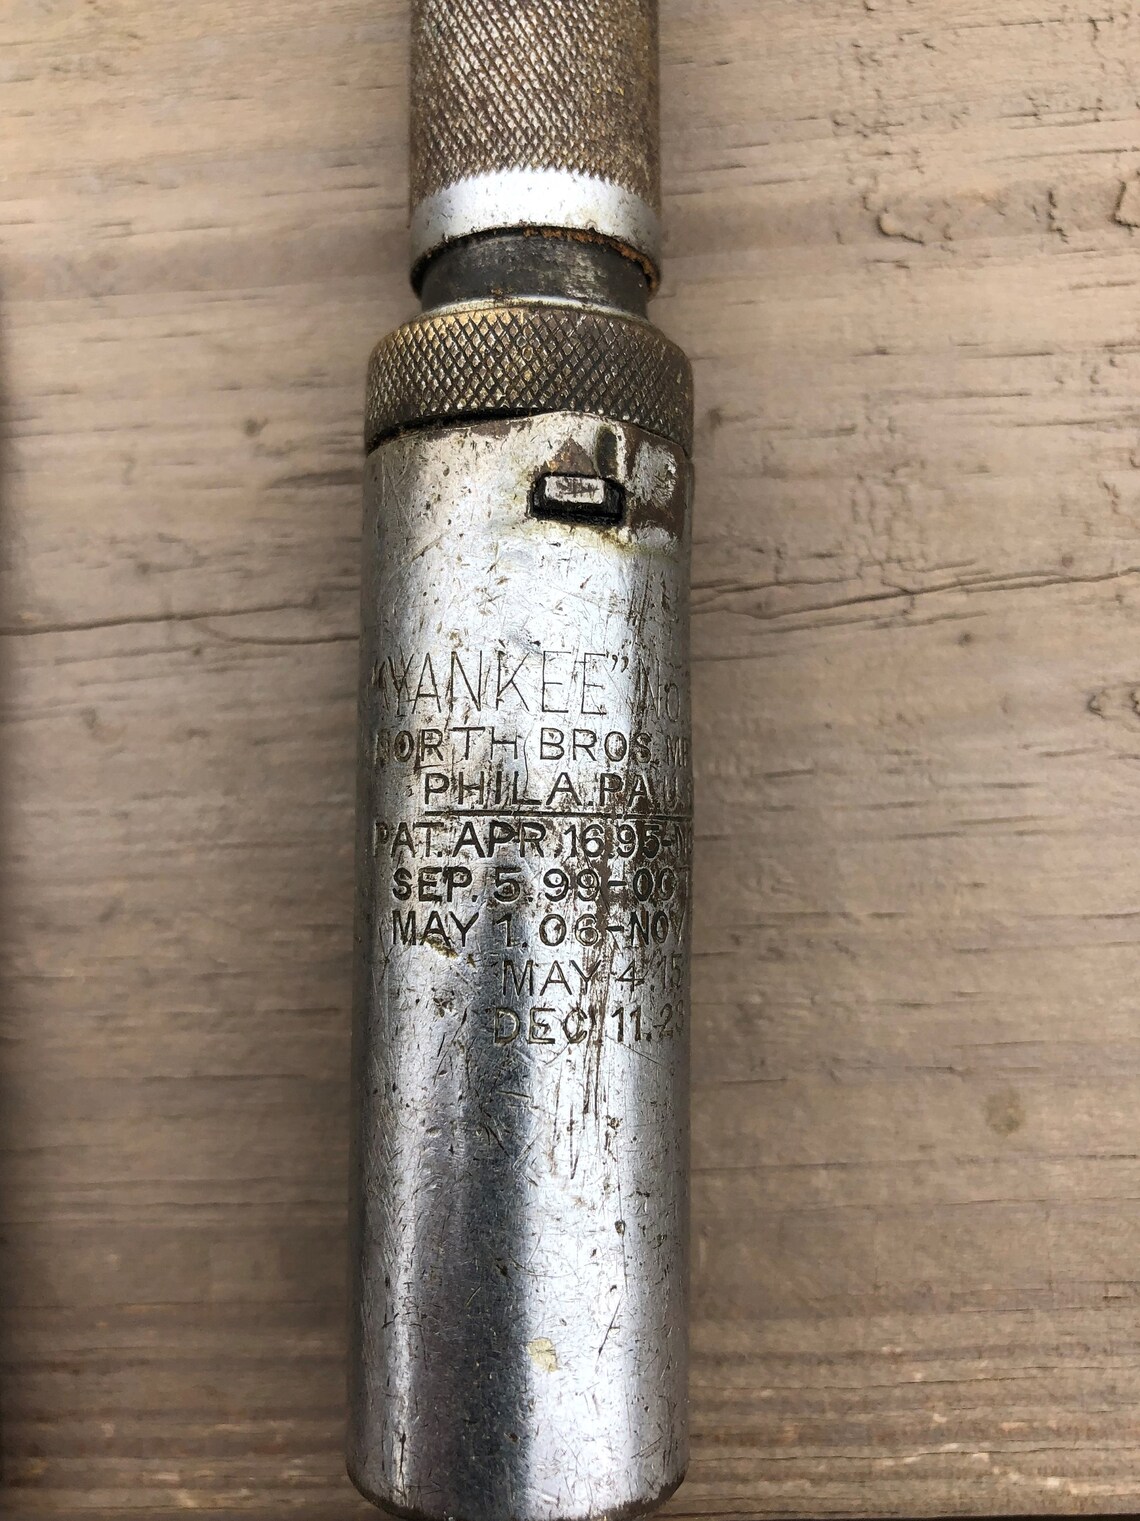 "YANKEE" No.
NORTH BROS. MF
PHILA. PA. U.
PAT. APR. 16.95-N
SEP. 5.99-OCT
MAY 1.06-NOV
MAY 4.15
DEC. 11.23